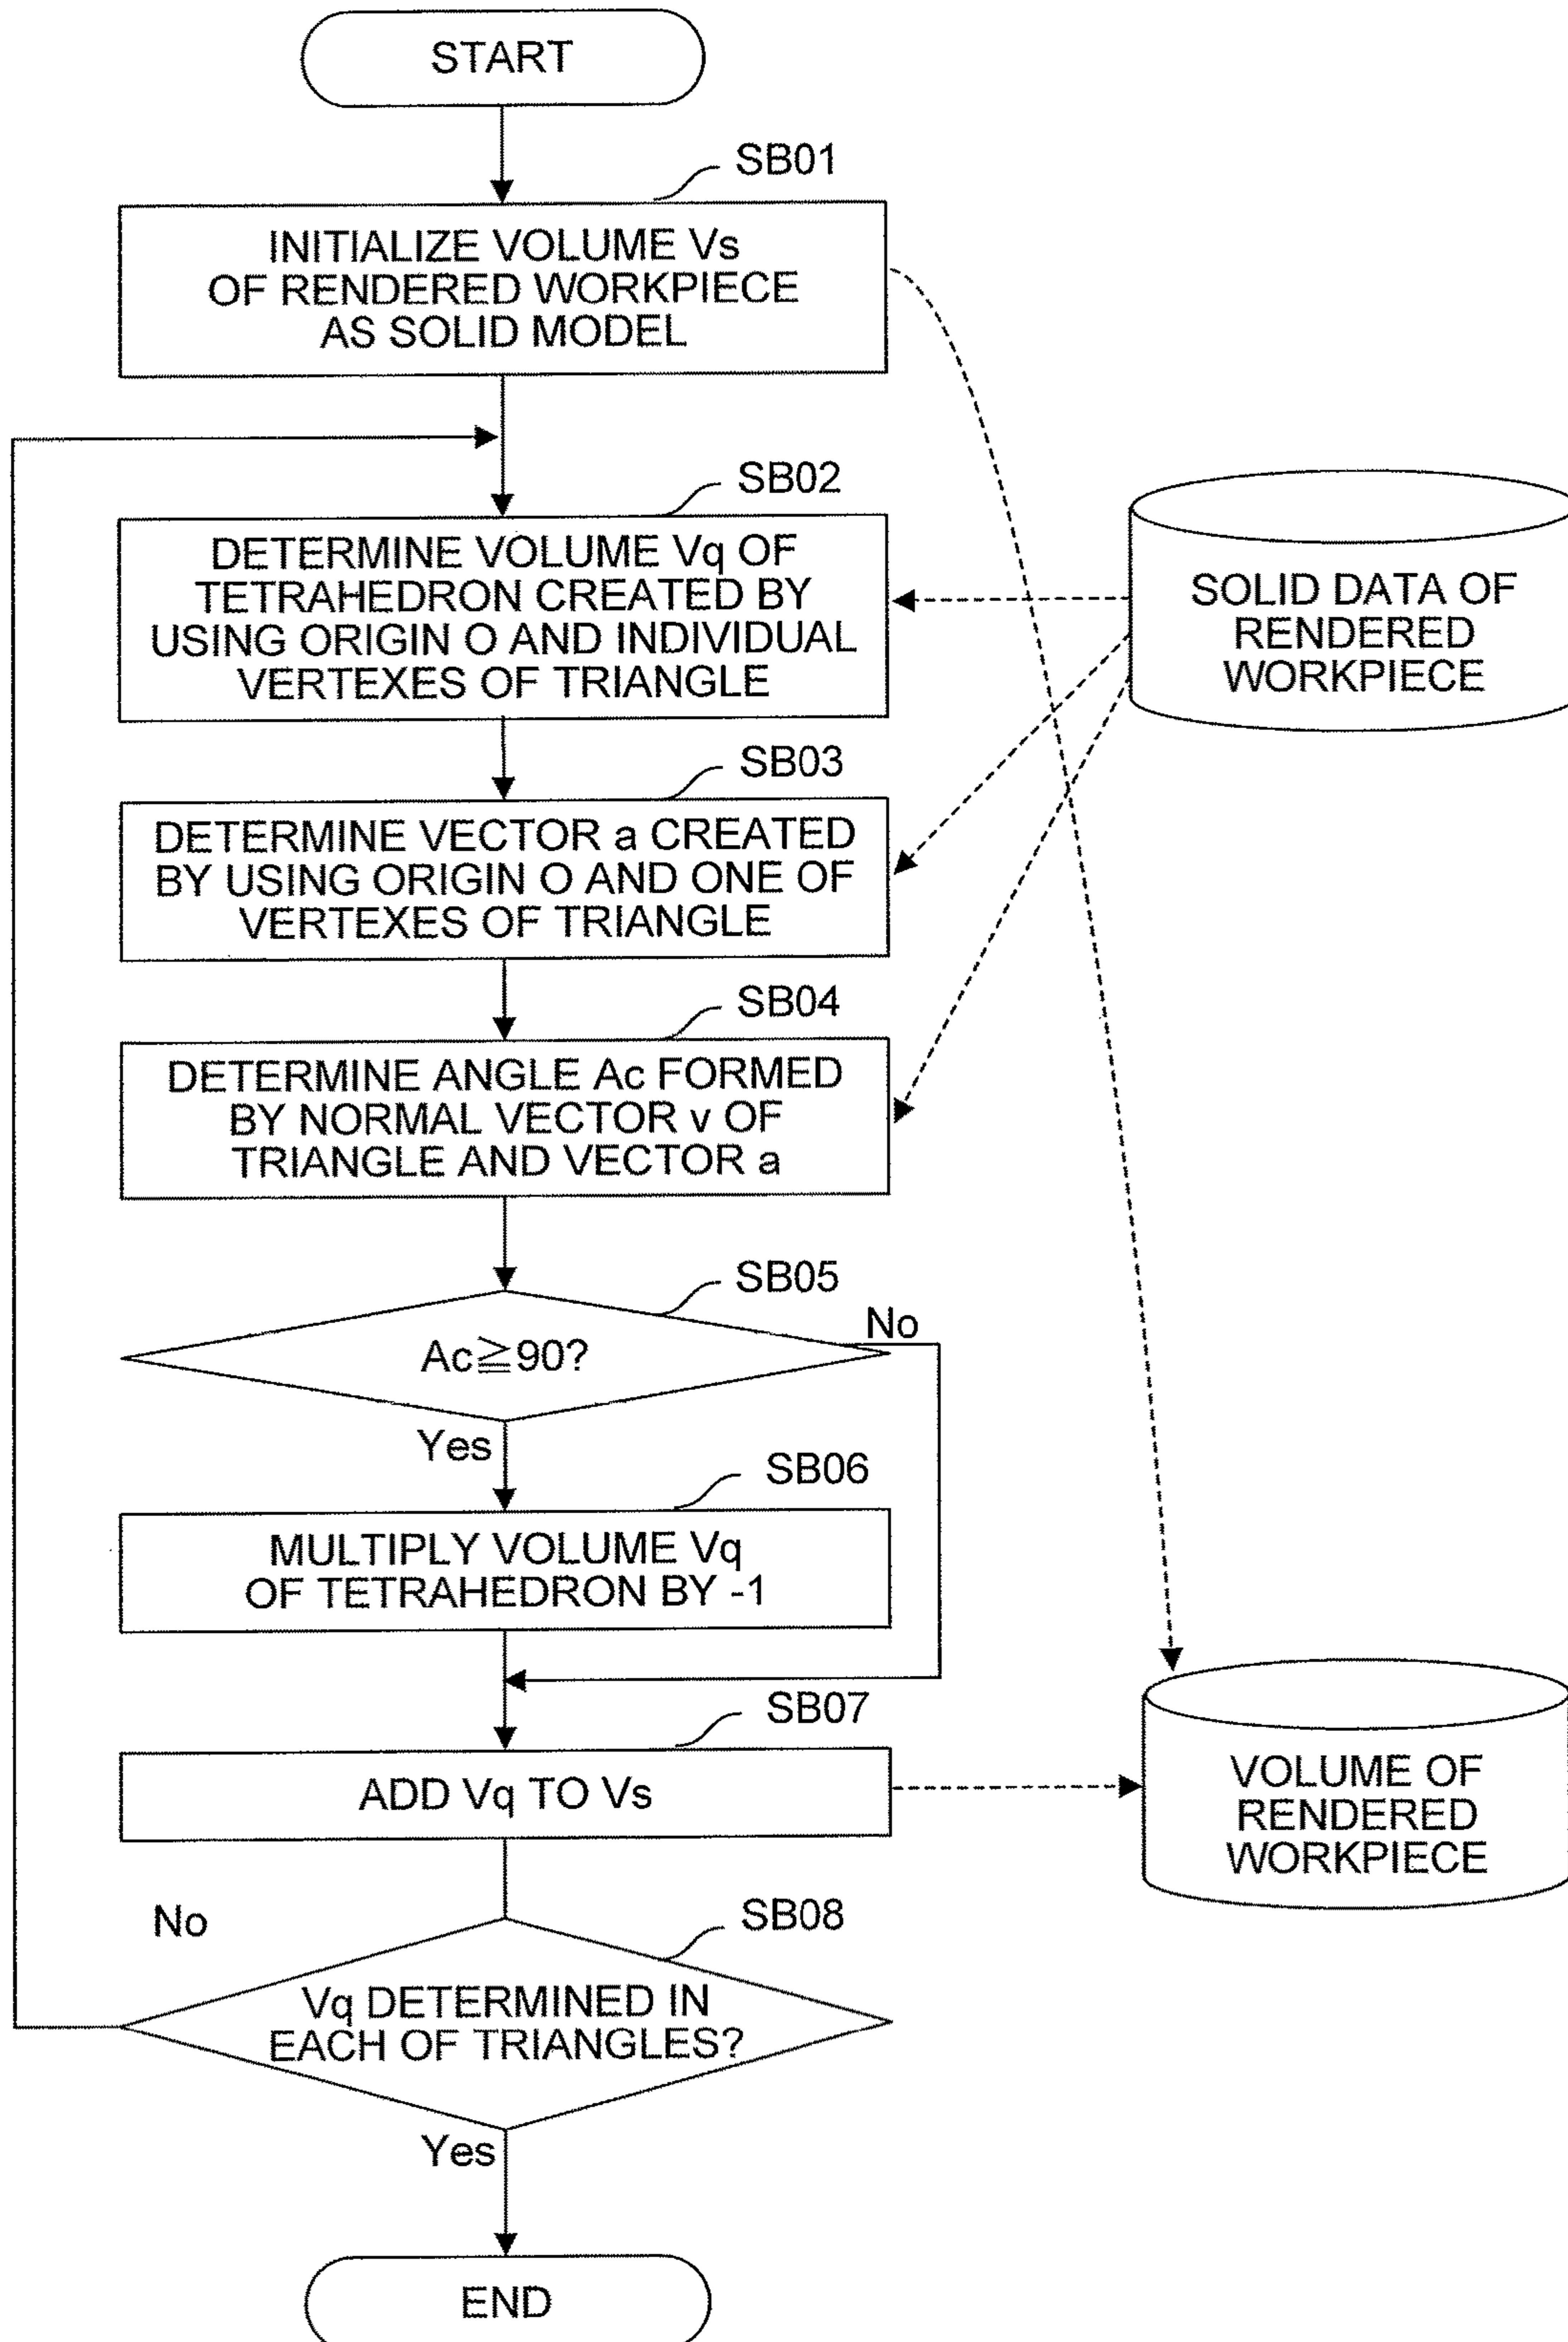 START
SB01
INITIALIZE VOLUME Vs
OF RENDERED WORKPIECE
AS SOLID MODEL
SB02
DETERMINE VOLUME Vq OF
TETRAHEDRON CREATED BY
USING ORIGIN O AND INDIVIDUAL
VERTEXES OF TRIANGLE
SOLID DATA OF
RENDERED
WORKPIECE
SB03
DETERMINE VECTOR a CREATED
BY USING ORIGIN O AND ONE OF
VERTEXES OF TRIANGLE
SB04
DETERMINE ANGLE Ac FORMED
BY NORMAL VECTOR v OF
TRIANGLE AND VECTOR a
SB05
Ac≧90?
No
Yes
SB06
MULTIPLY VOLUME Vq
OF TETRAHEDRON BY -1
SB07
ADD Vq TO Vs
VOLUME OF
RENDERED
WORKPIECE
No
SB08
Vq DETERMINED IN
EACH OF TRIANGLES?
Yes
END